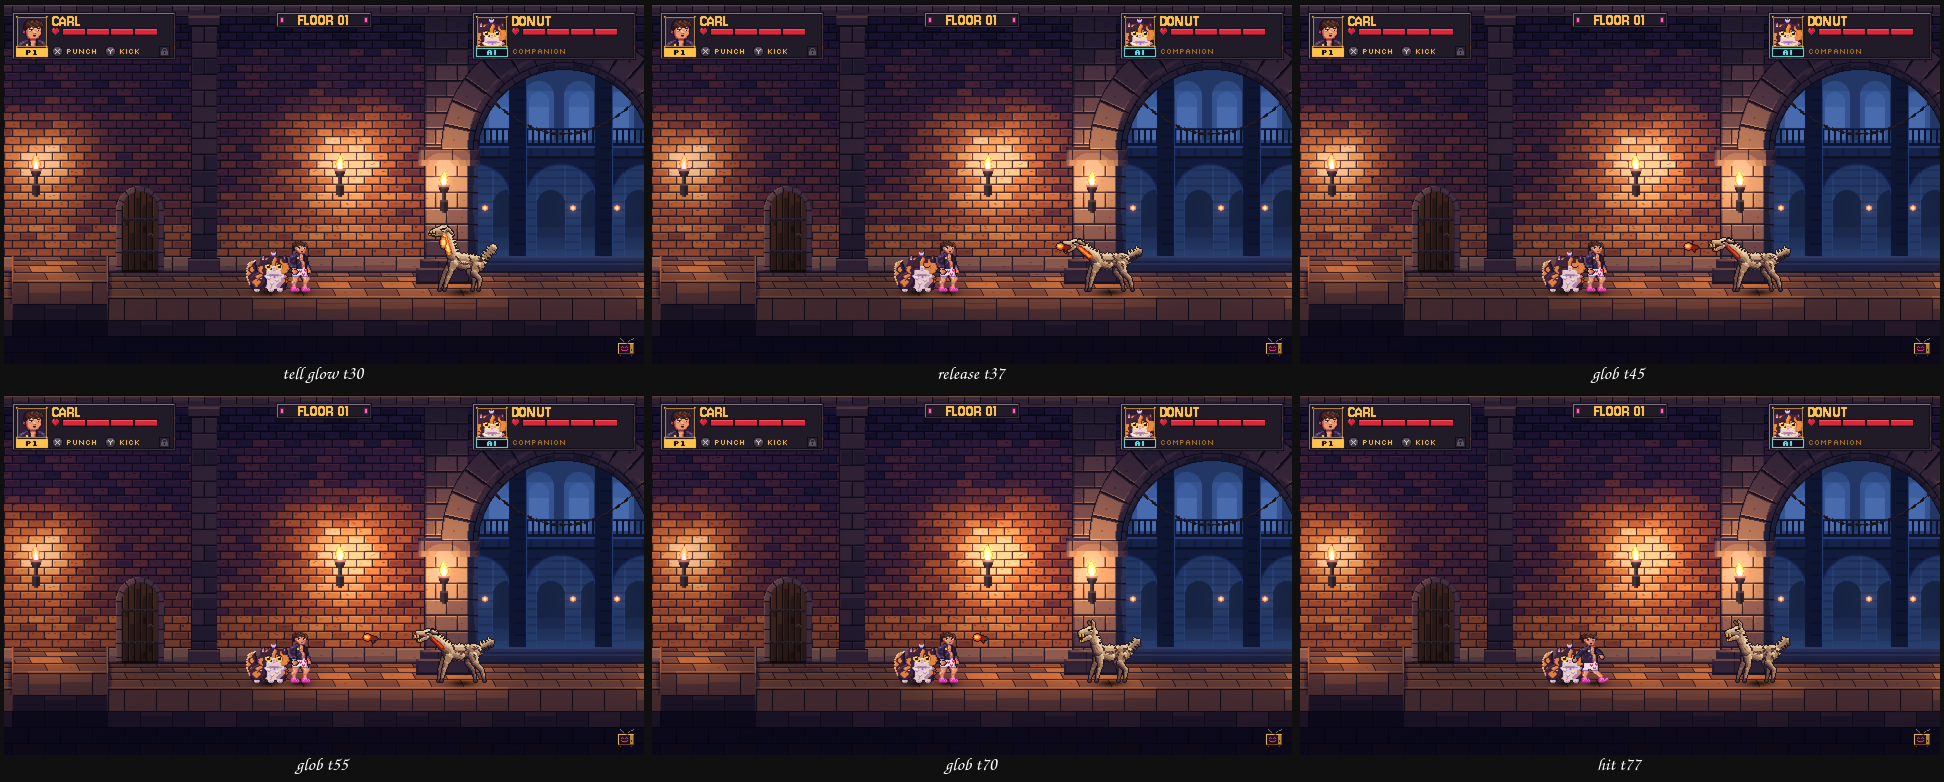 CARL
FLOOR 01
DONUT
P1
PUNCH
KICK
AI
COMPANION
tell glow t30
CARL
FLOOR 01
DONUT
P1
PUNCH
KICK
AI
COMPANION
release t37
CARL
FLOOR 01
DONUT
P1
PUNCH
KICK
AI
COMPANION
glob t45
CARL
FLOOR 01
DONUT
P1
X PUNCH
Y KICK
AI
COMPANION
glob t55
CARL
FLOOR 01
DONUT
P1
X PUNCH
Y KICK
AI
COMPANION
glob t70
CARL
FLOOR 01
DONUT
P1
X PUNCH
Y KICK
AI
COMPANION
hit t77